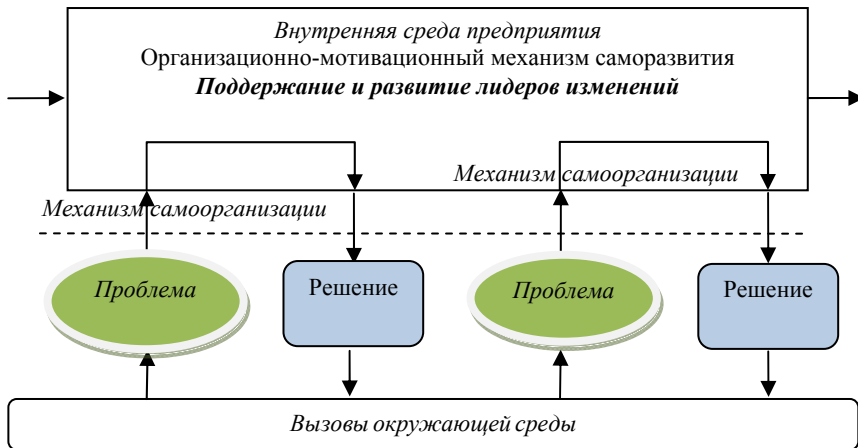 Внутренняя среда предприятия
Организационно-мотивационный механизм саморазвития
Поддержание и развитие лидеров изменений
Механизм самоорганизации
Механизм самоорганизации
Проблема
Решение
Проблема
Решение
Вызовы окружающей среды